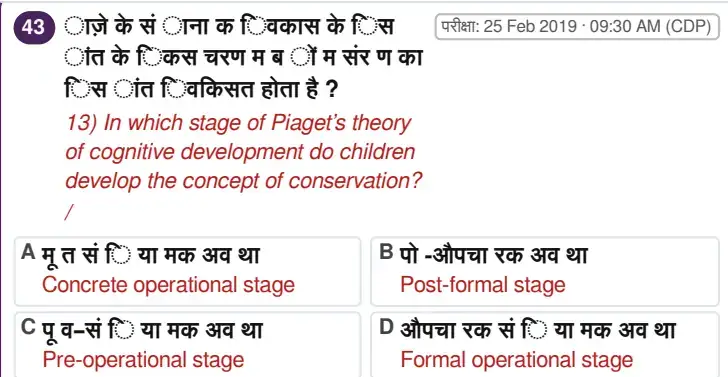 43 ाज़े के सं ाना क िवकास के िस
परीक्षा: 25 Feb 2019 · 09:30 AM (CDP)
ांत के िकस चरण म ब ों म संर ण का
िस ांत िवकिसत होता है ?
13) In which stage of Piaget's theory
of cognitive development do children
develop the concept of conservation?
/
A मू त सं ि या मक अव था
Concrete operational stage
B पो -औपचा रक अव था
Post-formal stage
C पू व–सं ि या मक अव था
Pre-operational stage
D औपचा रक सं ि या मक अव था
Formal operational stage